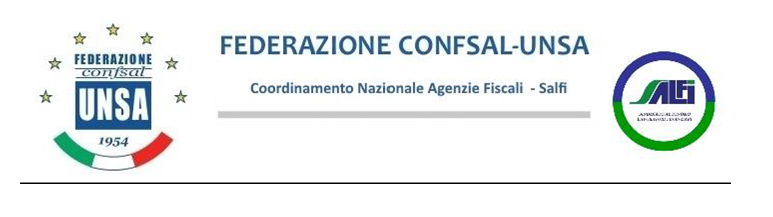 FEDERAZIONE
confsal
UNSA
1954
FEDERAZIONE CONFSAL-UNSA
Coordinamento Nazionale Agenzie Fiscali - Salfi
SALFI